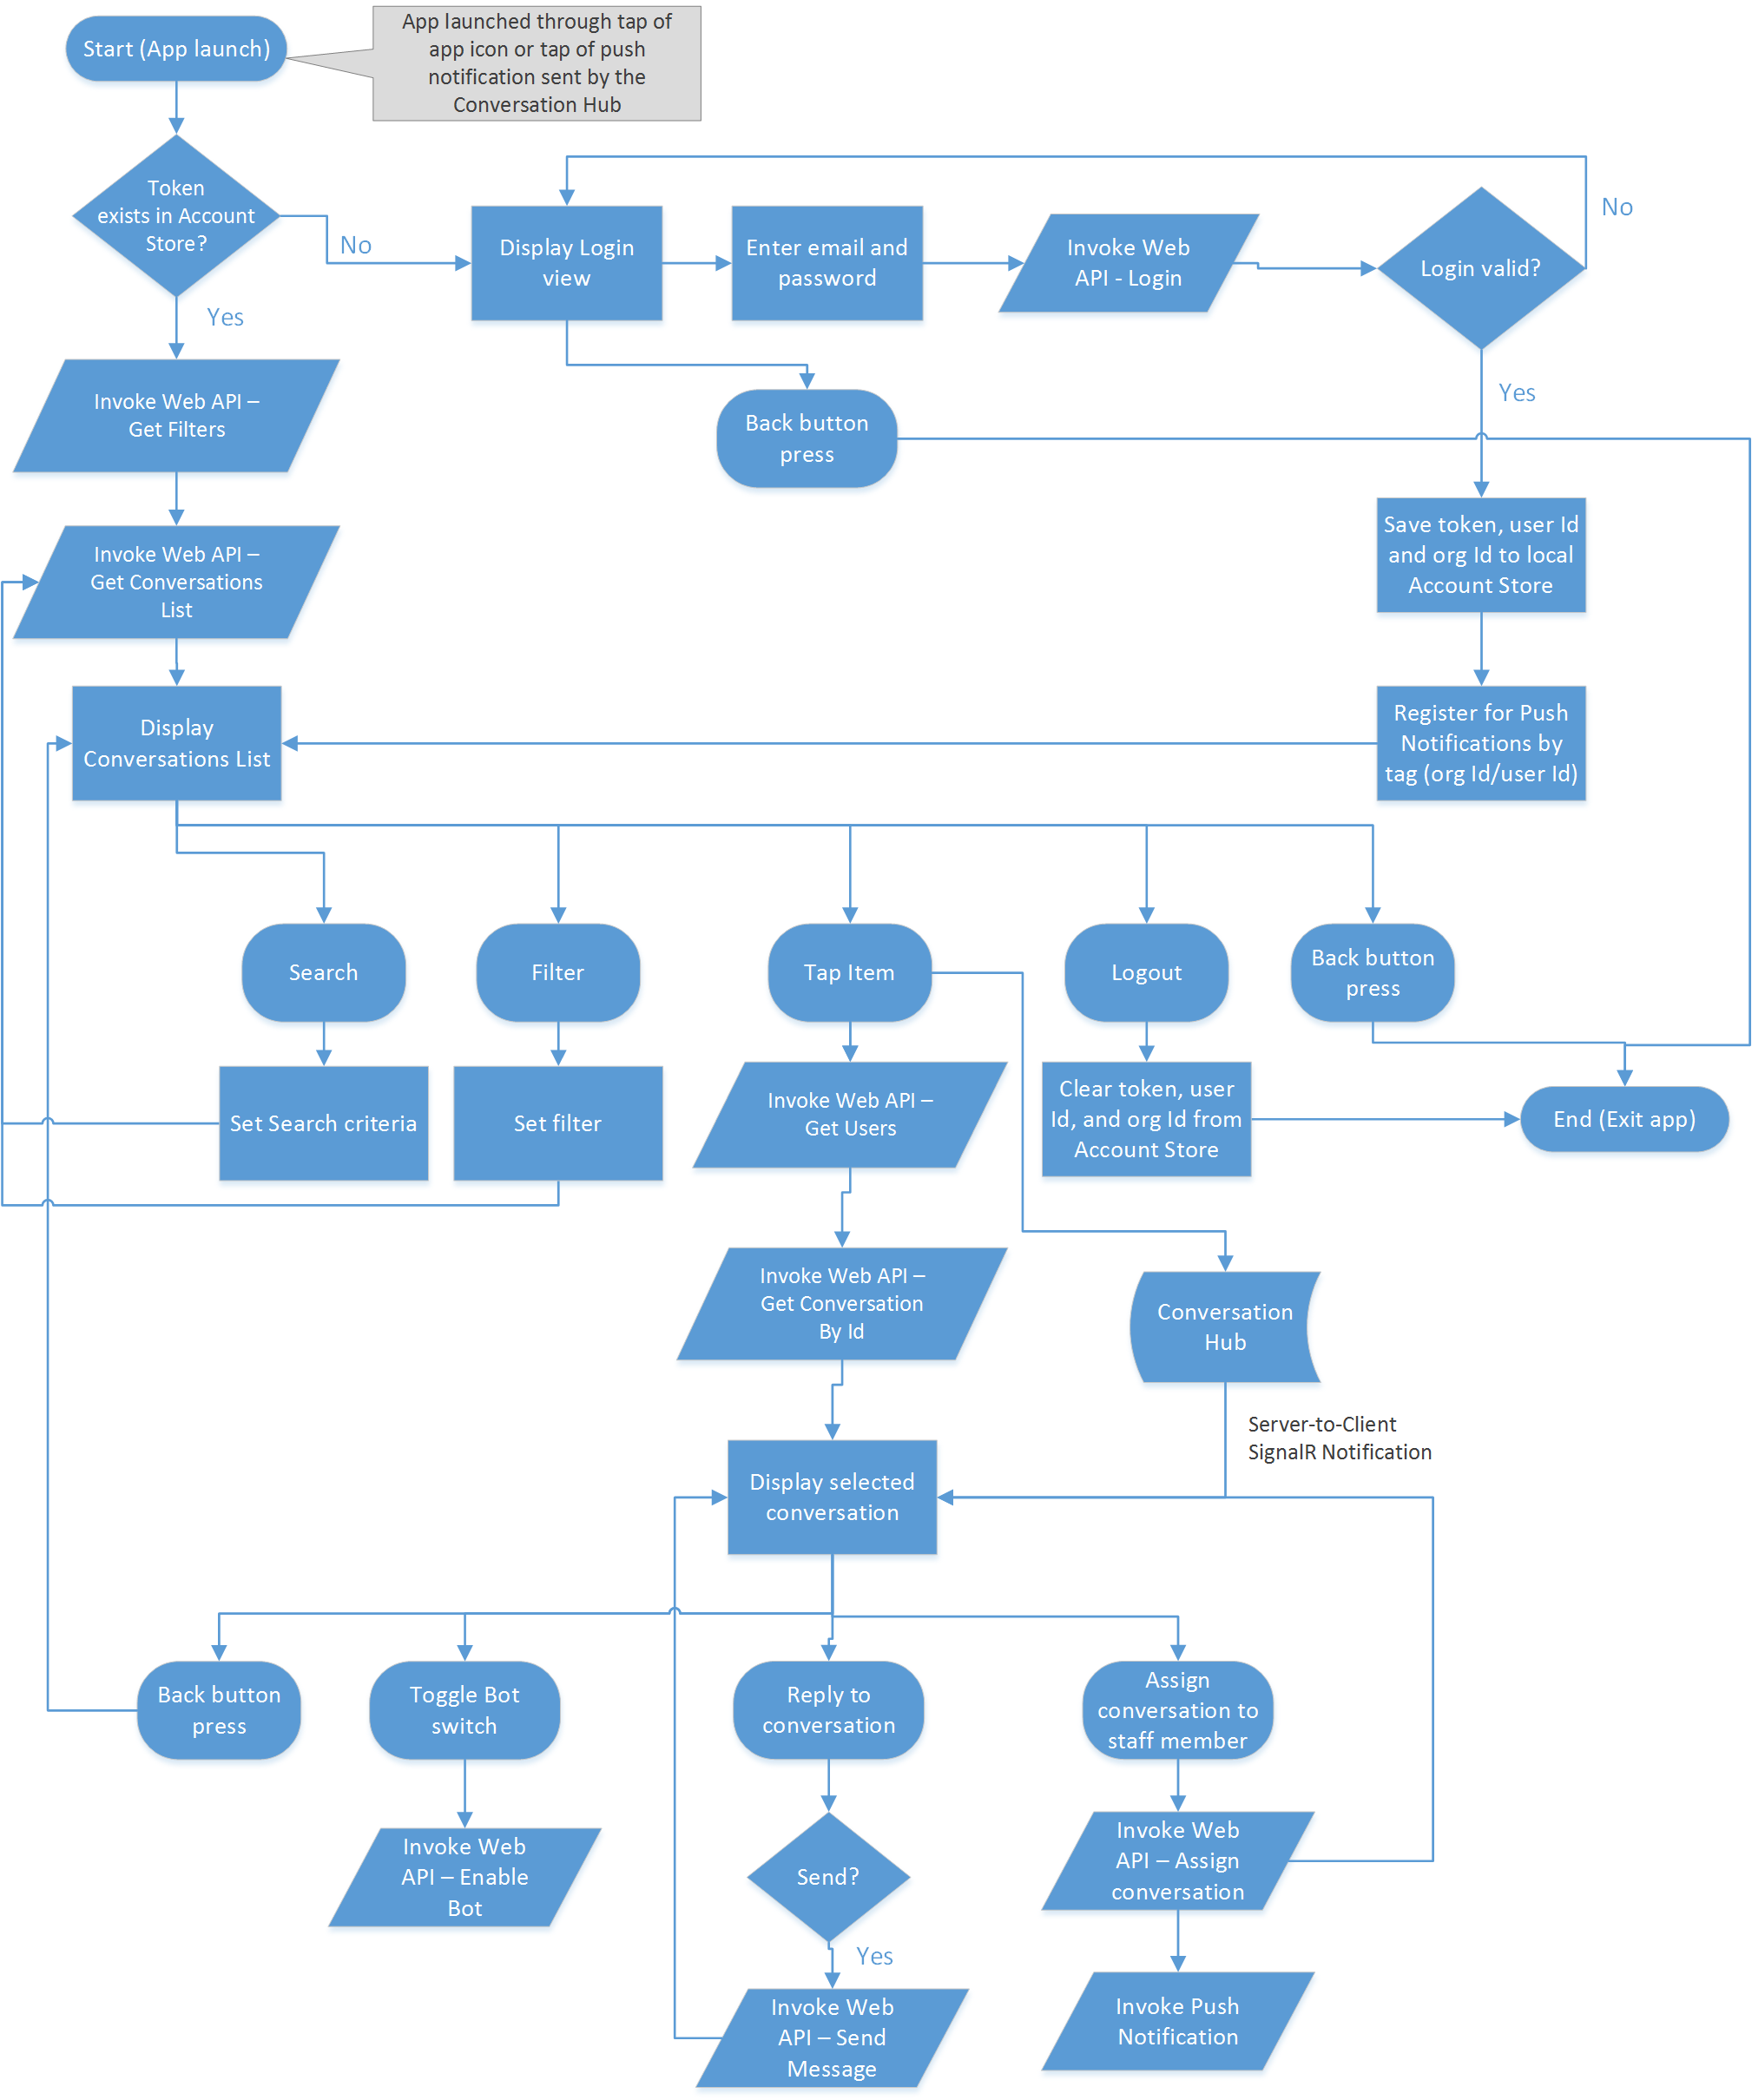 Start (App launch)
App launched through tap of
app icon or tap of push
notification sent by the
Conversation Hub
Token
exists in Account
Store?
No
Yes
Display Login
view
Enter email and
password
Invoke Web
API - Login
Login valid?
No
Yes
Back button
press
Invoke Web API –
Get Filters
Invoke Web API –
Get Conversations
List
Save token, user Id
and org Id to local
Account Store
Display
Conversations List
Register for Push
Notifications by
tag (org Id/user Id)
Search
Filter
Tap Item
Logout
Back button
press
Set Search criteria
Set filter
Invoke Web API –
Get Users
Clear token, user
Id, and org Id from
Account Store
End (Exit app)
Invoke Web API –
Get Conversation
By Id
Conversation
Hub
Server-to-Client
SignalR Notification
Display selected
conversation
Back button
press
Toggle Bot
switch
Reply to
conversation
Assign
conversation to
staff member
Invoke Web
API – Enable
Bot
Send?
Yes
Invoke Web
API – Assign
conversation
Invoke Web
API – Send
Message
Invoke Push
Notification